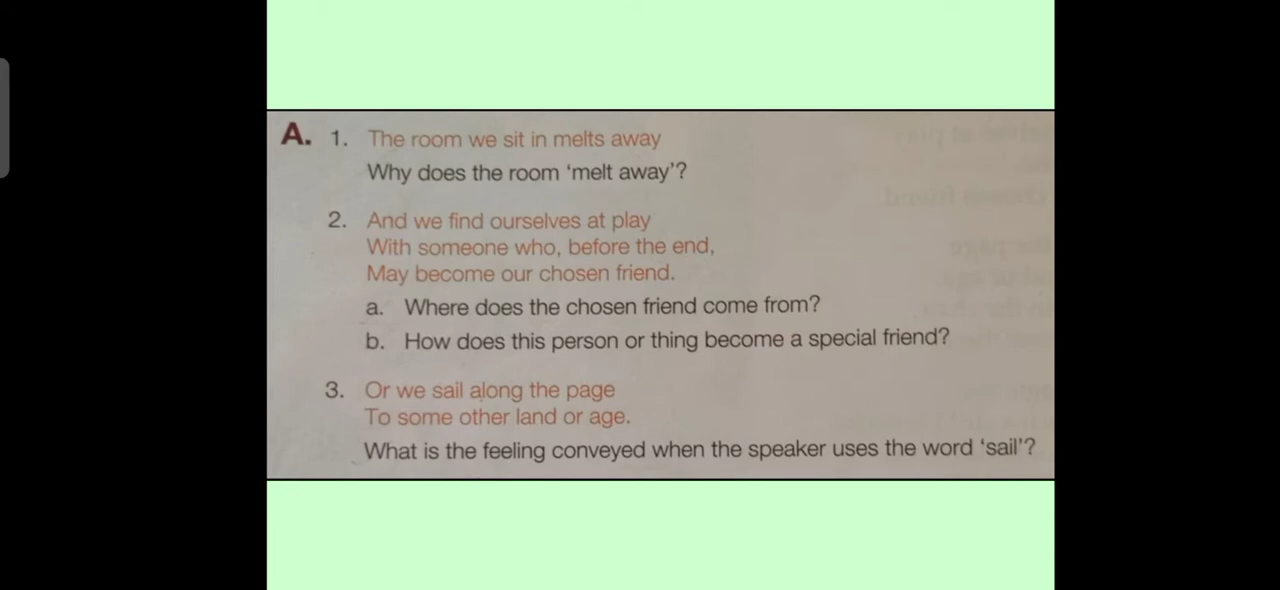 A. 1. The room we sit in melts away
Why does the room ‘melt away’?
2. And we find ourselves at play
With someone who, before the end,
May become our chosen friend.
a. Where does the chosen friend come from?
b. How does this person or thing become a special friend?
3. Or we sail along the page
To some other land or age.
What is the feeling conveyed when the speaker uses the word ‘sail’?